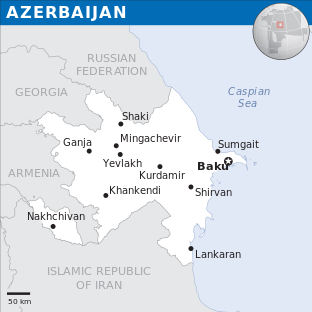 AZERBAIJAN
RUSSIAN
FEDERATION
GEORGIA
Caspian
Sea
Shaki
Ganja
Mingachevir
Sumgait
Yevlakh
Baku
ARMENIA
Kurdamir
Khankendi
Shirvan
Nakhchivan
Lankaran
ISLAMIC REPUBLIC
OF IRAN
50 km